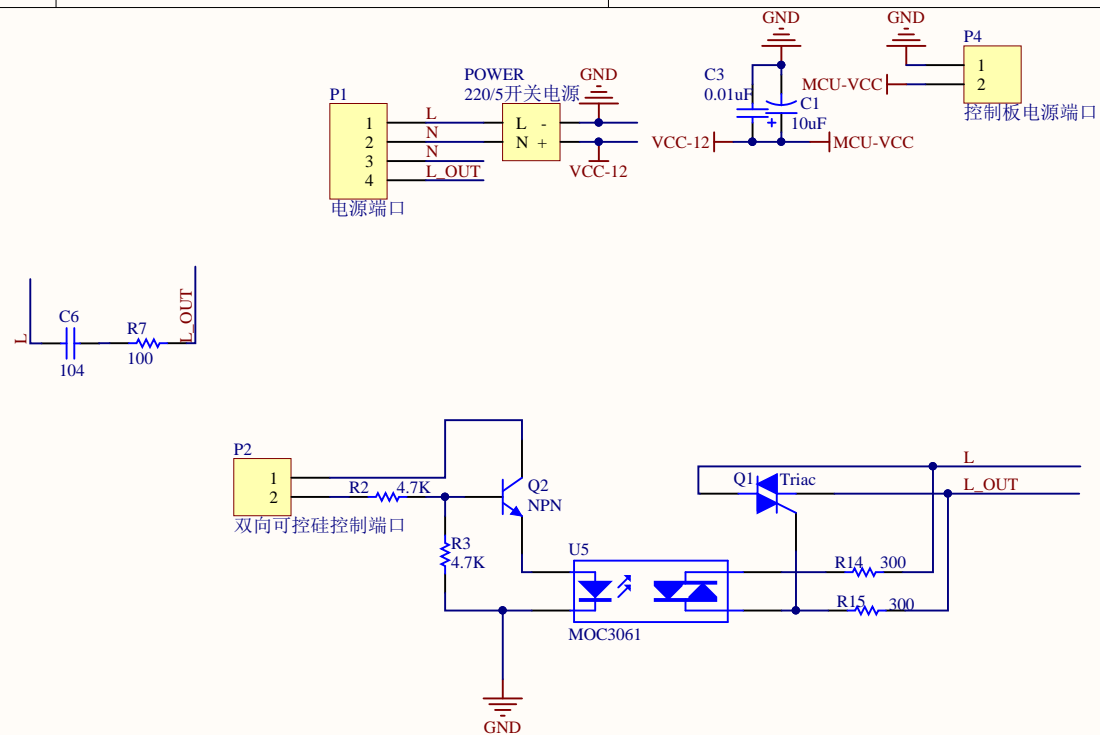 GND
GND
P4
1
2
MCU-VCC
控制板电源端口
C3
0.01uF
C1
10uF
+
VCC-12
MCU-VCC
POWER
220/5开关电源
GND
L -
N +
VCC-12
P1
1
2
3
4
L
N
N
L_OUT
电源端口
L
C6
104
R7
100
L_OUT
P2
1
2
双向可控硅控制端口
R2 4.7K
R3
4.7K
Q2
NPN
GND
U5
MOC3061
Q1 Triac
L
L_OUT
R14 300
R15 300